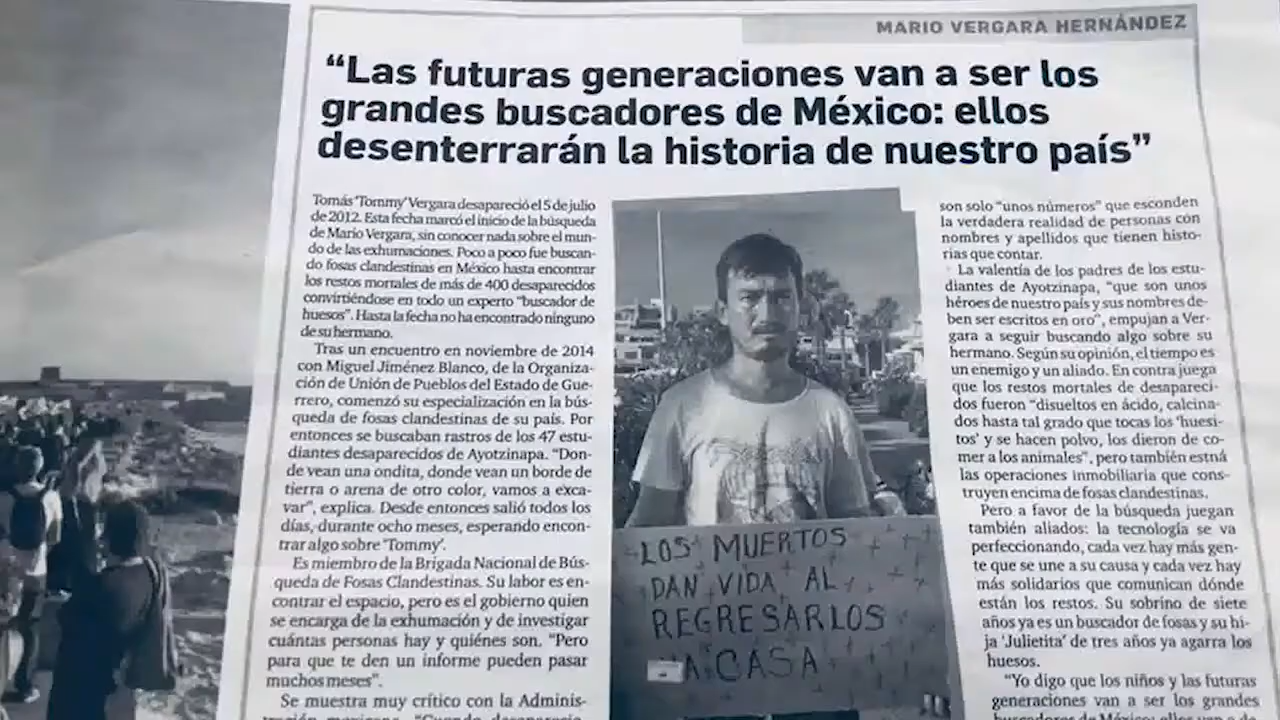 MARIO VERGARA HERNÁNDEZ
“Las futuras generaciones van a ser los
grandes buscadores de México: ellos
desenterrarán la historia de nuestro país”
Tomás ‘Tommy’ Vergara desapareció el 5 de julio
de 2012. Esta fecha marcó el inicio de la búsqueda
de Mario Vergara, sin conocer nada sobre el mun-
do de las exhumaciones. Poco a poco fue buscan-
do fosas clandestinas en México hasta encontrar
los restos mortales de más de 400 desaparecidos
convirtiéndose en todo un experto “buscador de
huesos”. Hasta la fecha no ha encontrado ninguno
de su hermano.
Tras un encuentro en noviembre de 2014
con Miguel Jiménez Blanco, de la Organiza-
ción de Unión de Pueblos del Estado de Gue-
rrero, comenzó su especialización en la bús-
queda de fosas clandestinas de su país. Por
entonces se buscaban rastros de los 47 estu-
diantes desaparecidos de Ayotzinapa. “Don-
de vean una ondita, donde vean un borde de
tierra o arena de otro color, vamos a exca-
var”, explica. Desde entonces salió todos los
días, durante ocho meses, esperando encon-
trar algo sobre ‘Tommy’.
Es miembro de la Brigada Nacional de Bús-
queda de Fosas Clandestinas. Su labor es en-
contrar el espacio, pero es el gobierno quien
se encarga de la exhumación y de investigar
cuántas personas hay y quiénes son. “Pero
para que te den un informe pueden pasar
muchos meses”.
Se muestra muy crítico con la Adminis-
LOS MUERTOS
DAN VIDA AL
REGRESARLOS
A CASA
son solo “unos números” que esconden
la verdadera realidad de personas con
nombres y apellidos que tienen histo-
rias que contar.
La valentía de los padres de los estu-
diantes de Ayotzinapa, “que son unos
héroes de nuestro país y sus nombres de-
ben ser escritos en oro”, empujan a Ver-
gara a seguir buscando algo sobre su
hermano. Según su opinión, el tiempo es
un enemigo y un aliado. En contra juega
que los restos mortales de desapareci-
dos fueron “disueltos en ácido, calcina-
dos hasta tal grado que tocas los ‘huesi-
tos’ y se hacen polvo, los dieron de co-
mer a los animales”, pero también estná
las operaciones inmobiliaria que cons-
truyen encima de fosas clandestinas.
Pero a favor de la búsqueda juegan
también aliados: la tecnología se va
perfeccionando, cada vez hay más gen-
te que se une a su causa y cada vez hay
más solidarios que comunican dónde
están los restos. Su sobrino de siete
años ya es un buscador de fosas y su hi-
ja ‘Julietita’ de tres años ya agarra los
huesos.
“Yo digo que los niños y las futuras
generaciones van a ser los grandes